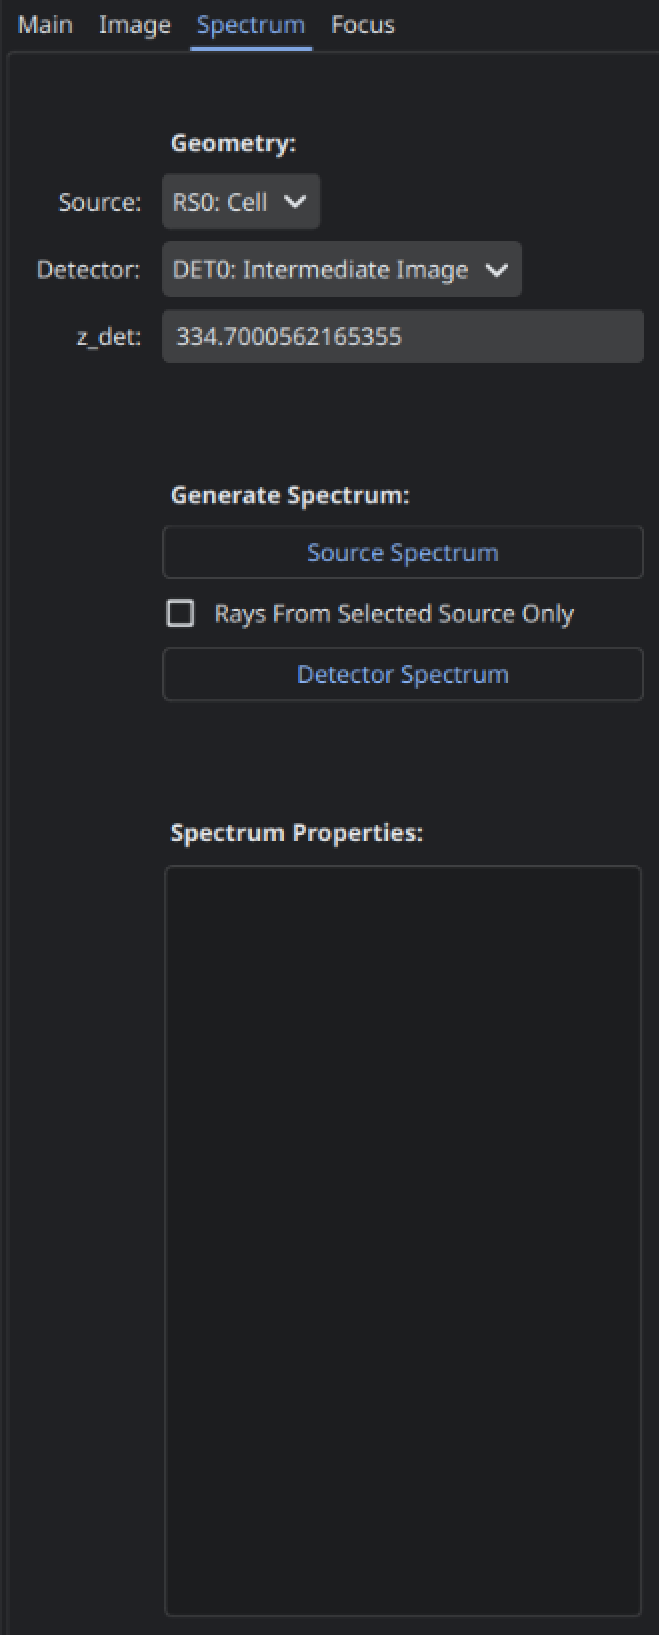 Main Image Spectrum Focus
Geometry:
Source: RS0: Cell
Detector: DET0: Intermediate Image
z_det: 334.7000562165355
Generate Spectrum:
Source Spectrum
Rays From Selected Source Only
Detector Spectrum
Spectrum Properties: